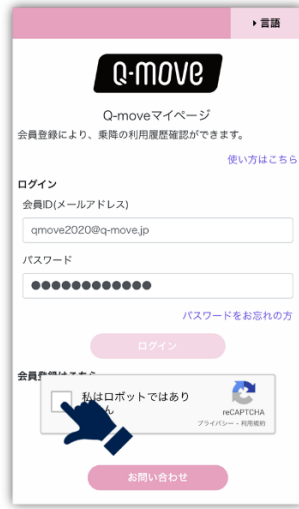 ▶言語
Q-MOVE
Q-moveマイページ
会員登録により、乗降の利用履歴確認ができます。
使い方はこちら
ログイン
会員ID(メールアドレス)
qmove2020@q-move.jp
パスワード
●●●●●●●●●●●●
パスワードをお忘れの方
ログイン
会員登録はこちら
私はロボットではあり
ん
reCAPTCHA
プライバシー - 利用規約
お問い合わせ